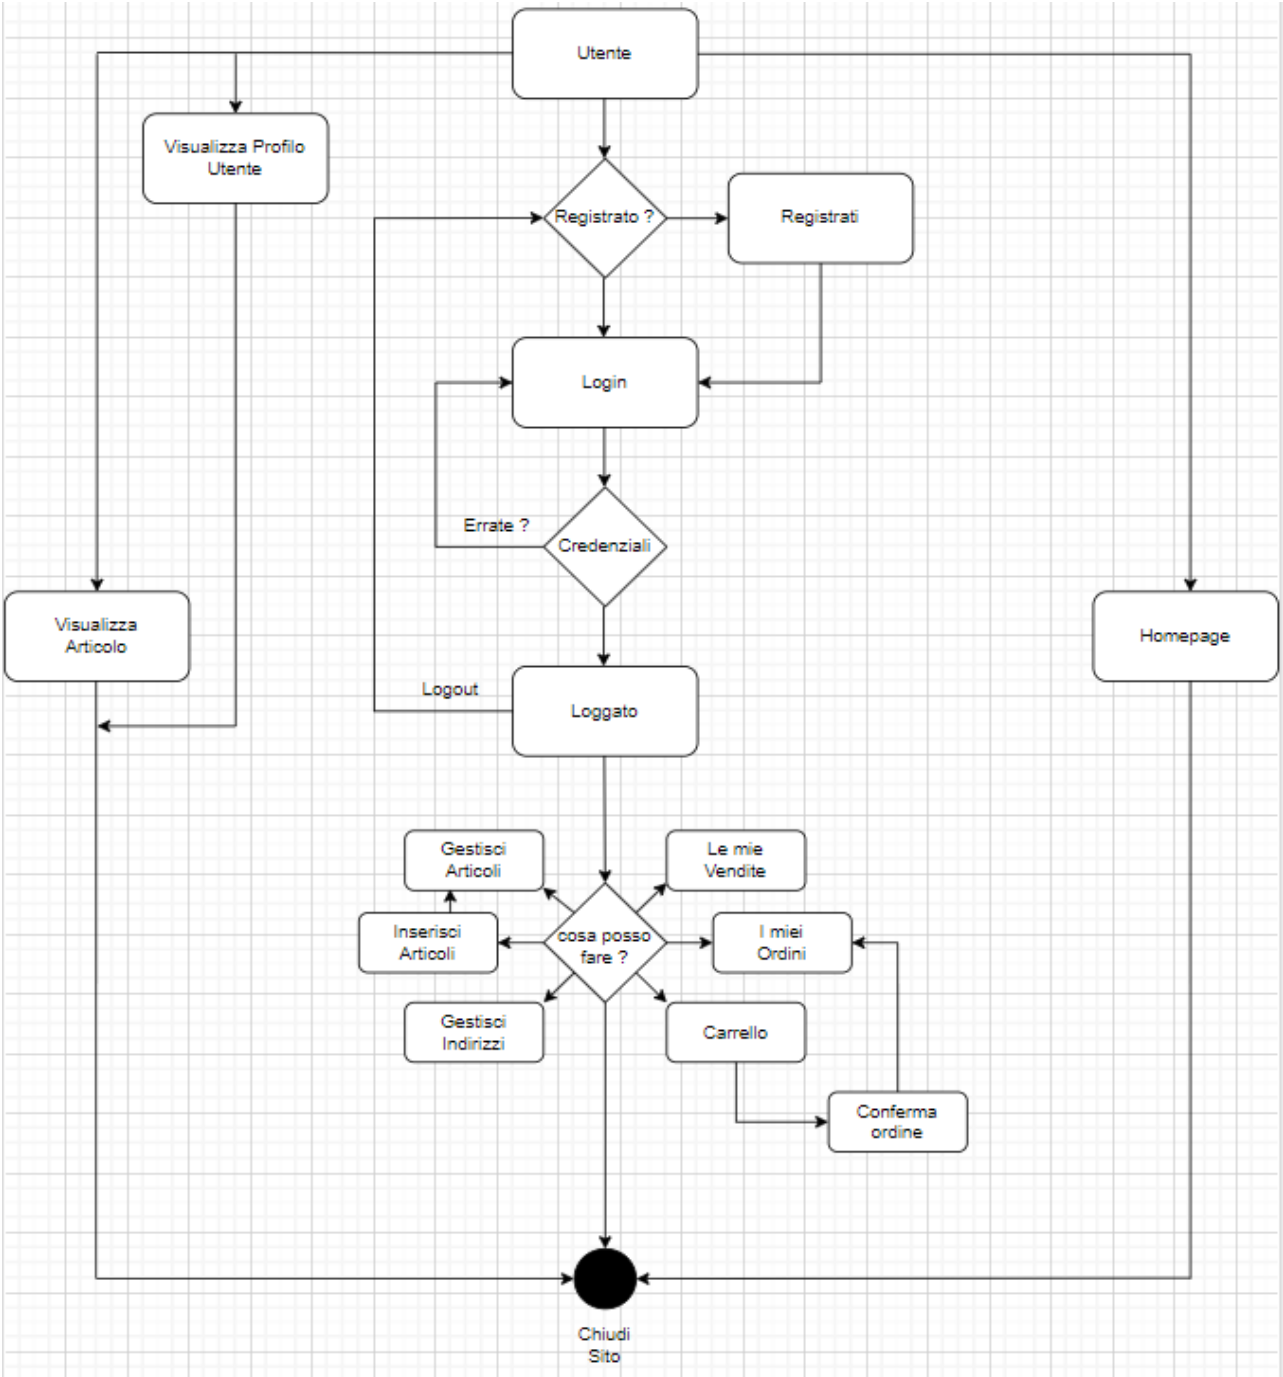 Utente
Visualizza Profilo
Utente
Registrato ?
Registrati
Login
Errate ?
Credenziali
Visualizza
Articolo
Homepage
Logout
Loggato
Gestisci
Articoli
Le mie
Vendite
Inserisci
Articoli
cosa posso
fare ?
I miei
Ordini
Gestisci
Indirizzi
Carrello
Conferma
ordine
Chiudi
Sito